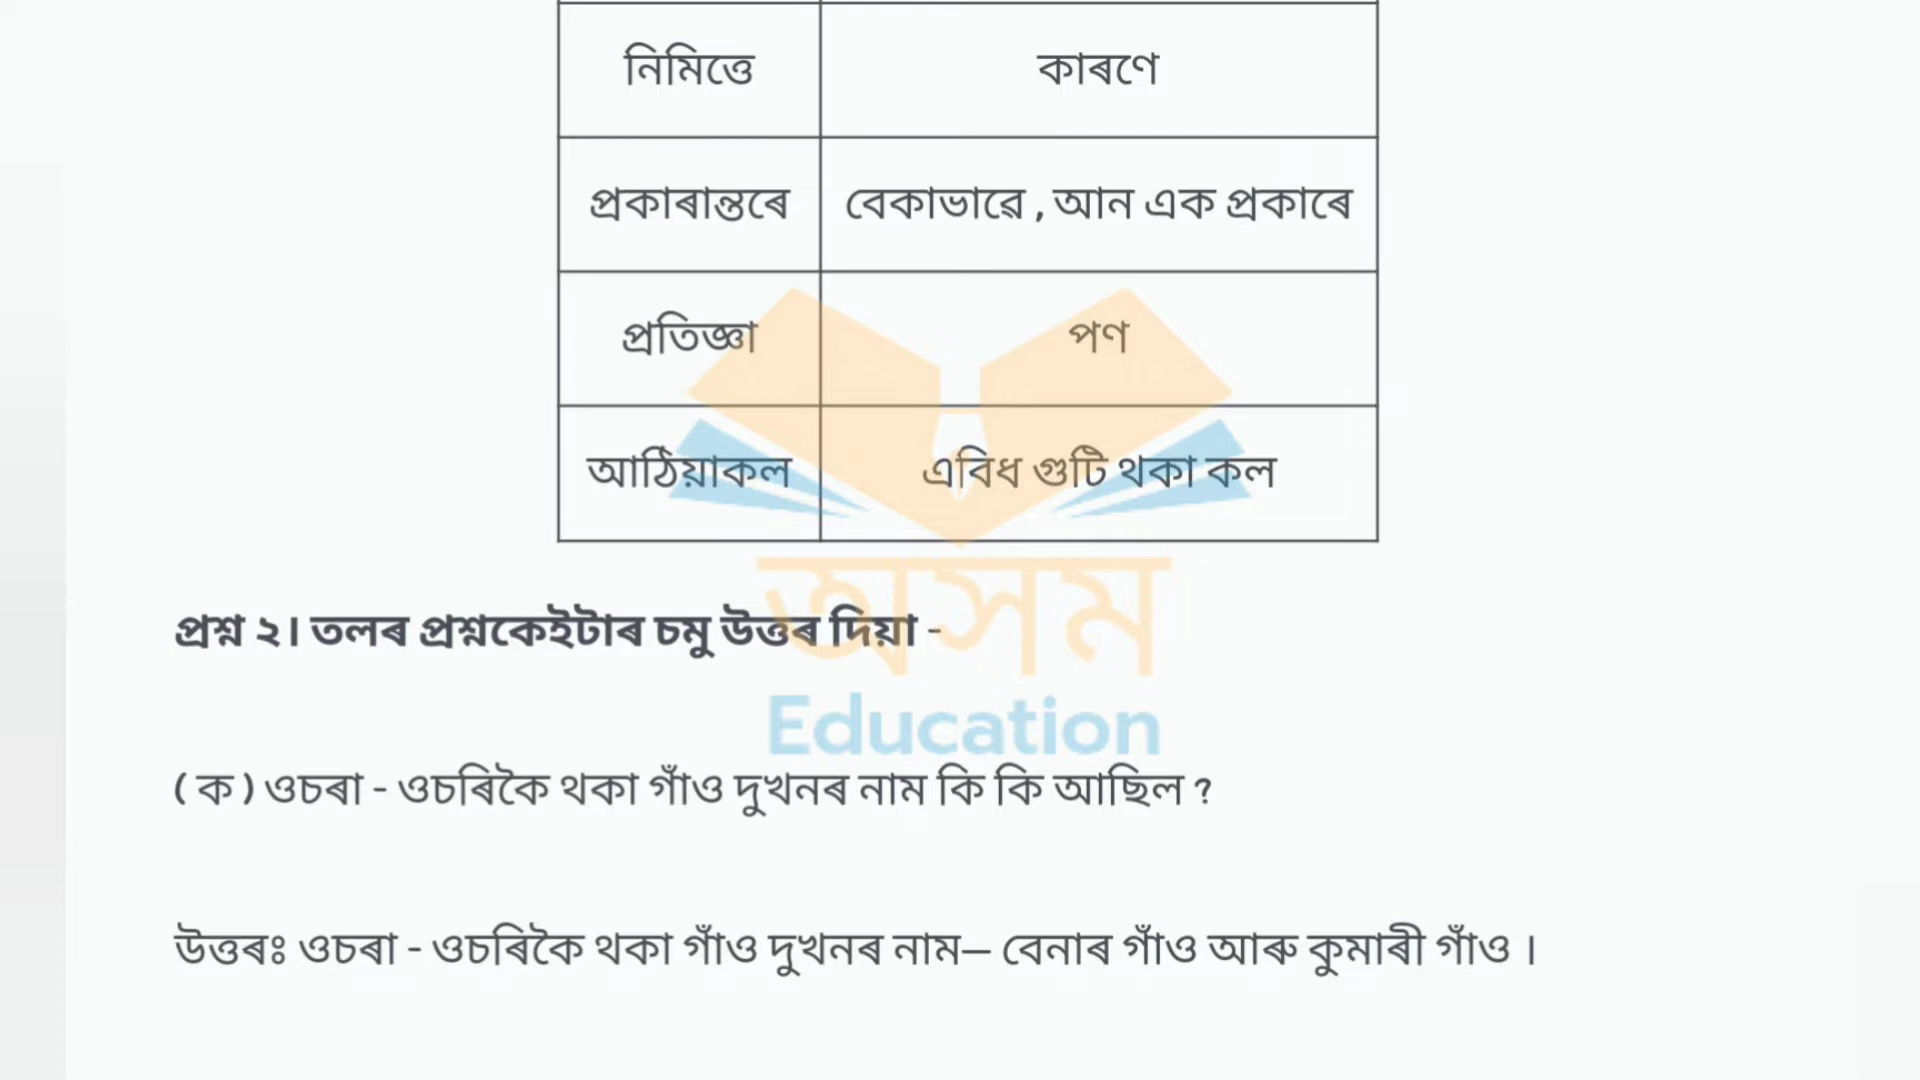 নিমিত্তে কাৰণে
প্ৰকাৰান্তৰে বেকাভাৱে , আন এক প্ৰকাৰে
প্ৰতিজ্ঞা পণ
আঠিয়াকল এবিধ গুটি থকা কল
অসম
Education
প্ৰশ্ন ২। তলৰ প্ৰশ্নকেইটাৰ চমু উত্তৰ দিয়া -
( ক ) ওচৰা - ওচৰিকৈ থকা গাঁও দুখনৰ নাম কি কি আছিল ?
উত্তৰঃ ওচৰা - ওচৰিকৈ থকা গাঁও দুখনৰ নাম— বেনাৰ গাঁও আৰু কুমাৰী গাঁও ।